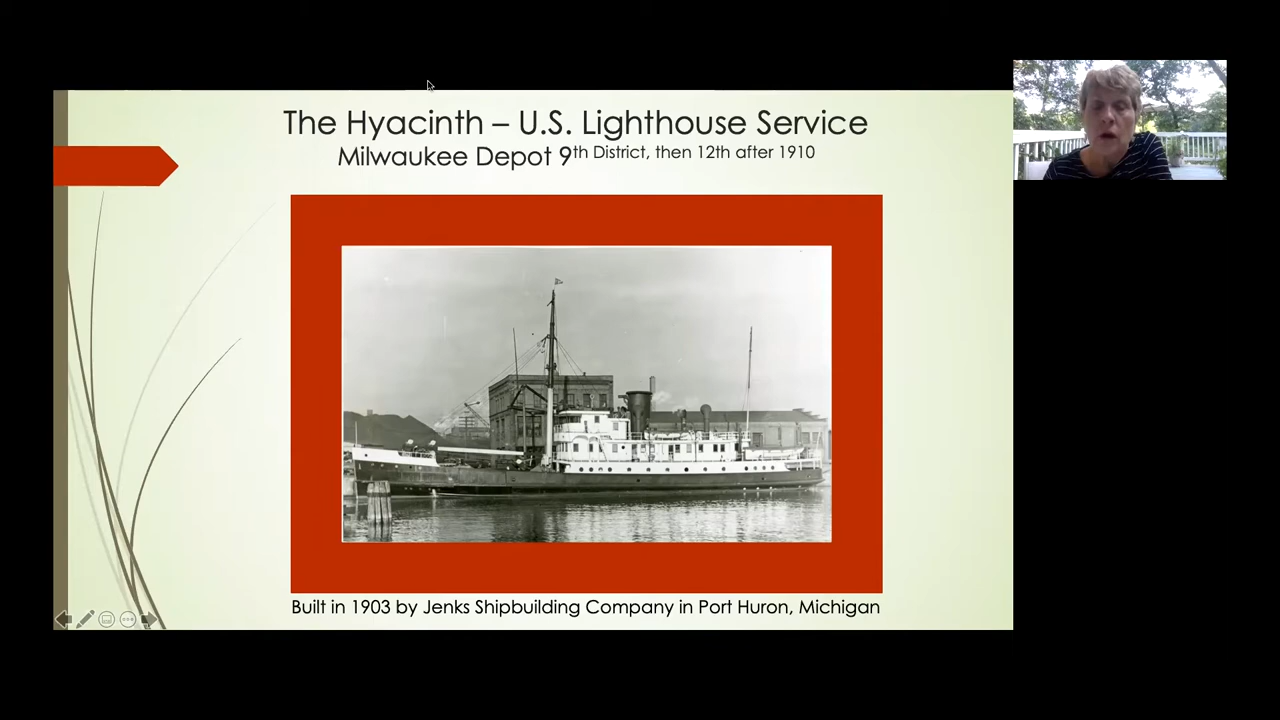 The Hyacinth – U.S. Lighthouse Service
Milwaukee Depot 9th District, then 12th after 1910
Built in 1903 by Jenks Shipbuilding Company in Port Huron, Michigan